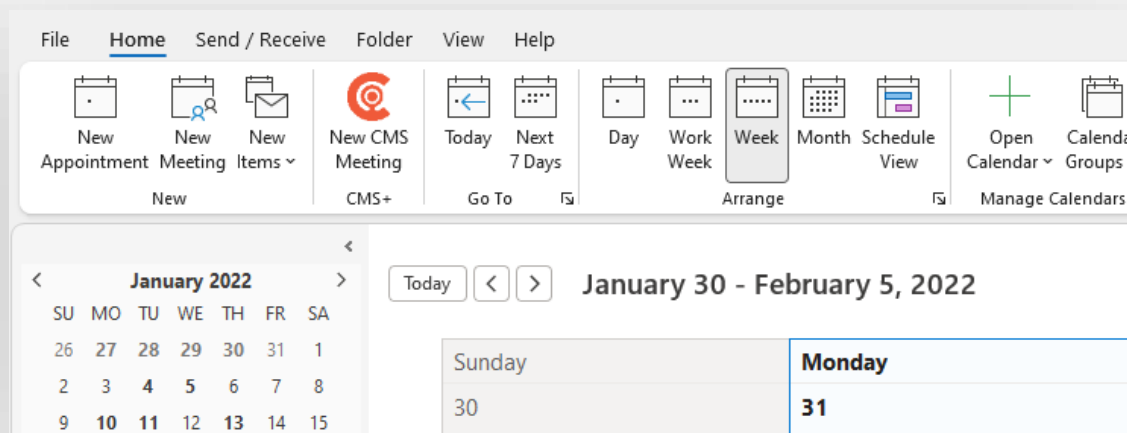 File Home Send / Receive Folder View Help
New Appointment
New Meeting
New Items
New CMS Meeting
Today
Next 7 Days
Day
Work Week
Week
Month
Schedule View
Open Calendar
Groups
New CMS+ Go To Arrange Manage Calendars
January 2022
SU MO TU WE TH FR SA
26 27 28 29 30 31 1
2 3 4 5 6 7 8
9 10 11 12 13 14 15
Today
January 30 - February 5, 2022
Sunday Monday
30 31